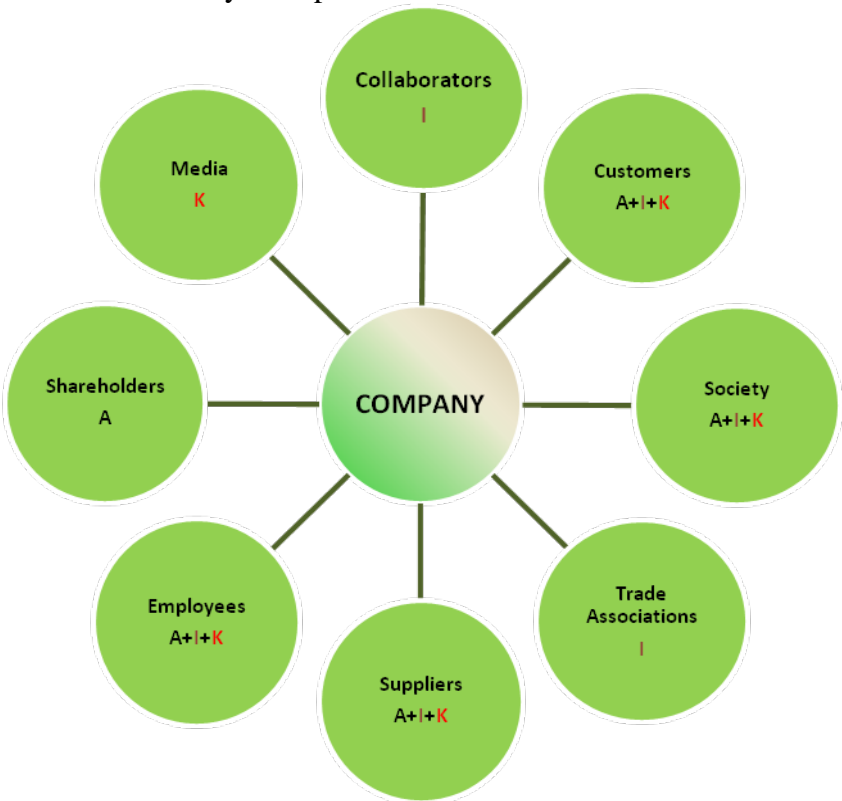 Collaborators
I
Customers
A+I+K
Society
A+I+K
Trade
Associations
I
Suppliers
A+I+K
Employees
A+I+K
Shareholders
A
Media
K
COMPANY